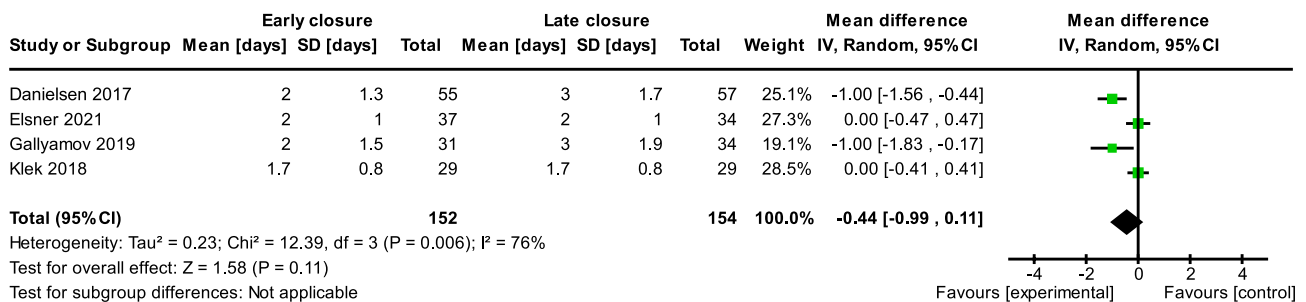 Early closure Late closure Mean difference Mean difference
Study or Subgroup Mean [days] SD [days] Total Mean [days] SD [days] Total Weight IV, Random, 95% CI IV, Random, 95% CI
Danielsen 2017 2 1.3 55 3 1.7 57 25.1% -1.00 [-1.56 , -0.44]
Elsner 2021 2 1 37 2 1 34 27.3% 0.00 [-0.47 , 0.47]
Gallyamov 2019 2 1.5 31 3 1.9 34 19.1% -1.00 [-1.83 , -0.17]
Klek 2018 1.7 0.8 29 1.7 0.8 29 28.5% 0.00 [-0.41 , 0.41]
Total (95% CI) 152 154 100.0% -0.44 [-0.99 , 0.11]
Heterogeneity: Tau² = 0.23; Chi² = 12.39, df = 3 (P = 0.006); I² = 76%
Test for overall effect: Z = 1.58 (P = 0.11)
Test for subgroup differences: Not applicable
-4 -2 0 2 4
Favours [experimental] Favours [control]